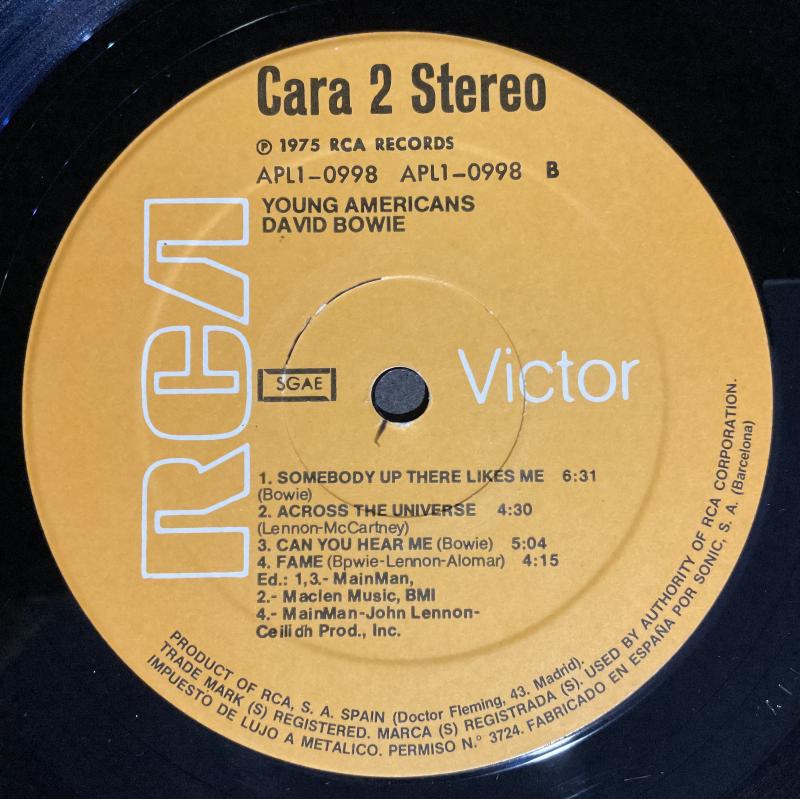 Cara 2 Stereo
℗ 1975 RCA RECORDS
APL1-0998 APL1-0998 B
YOUNG AMERICANS
DAVID BOWIE
RCA
SGAE
Victor
1. SOMEBODY UP THERE LIKES ME 6:31
(Bowie)
2. ACROSS THE UNIVERSE 4:30
(Lennon-McCartney)
3. CAN YOU HEAR ME (Bowie) 5:04
4. FAME (Bpwie-Lennon-Alomar) 4:15
Ed.: 1,3.- MainMan,
2.- Maclen Music, BMI
4.- MainMan-John Lennon-
Ceilidh Prod., Inc.
PRODUCT OF RCA, S. A. SPAIN (Doctor Fleming, 43. Madrid).
TRADE MARK (S) REGISTERED. MARCA (S) REGISTRADA (S). USED BY AUTHORITY OF RCA CORPORATION.
IMPUESTO DE LUJO A METALICO. PERMISO N.° 3724. FABRICADO EN ESPAÑA POR SONIC, S. A. (Barcelona)